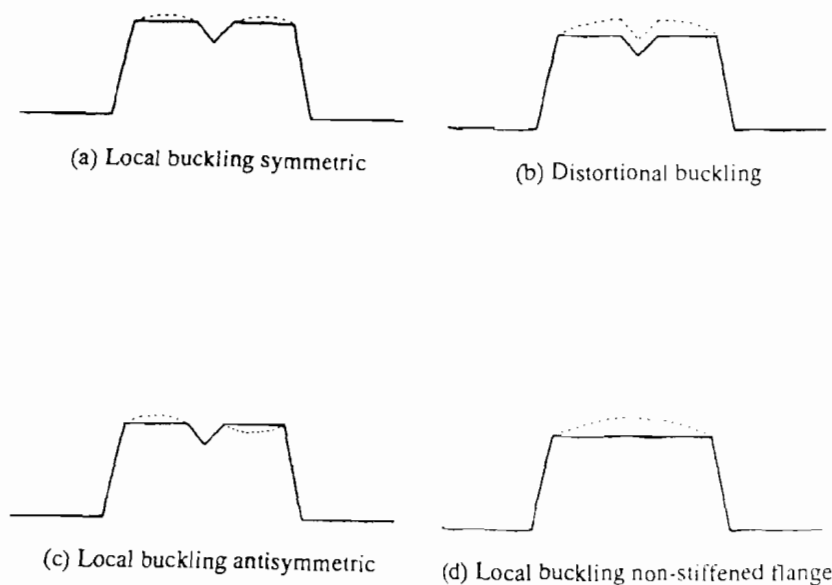 (a) Local buckling symmetric
(b) Distortional buckling
(c) Local buckling antisymmetric
(d) Local buckling non-stiffened flange